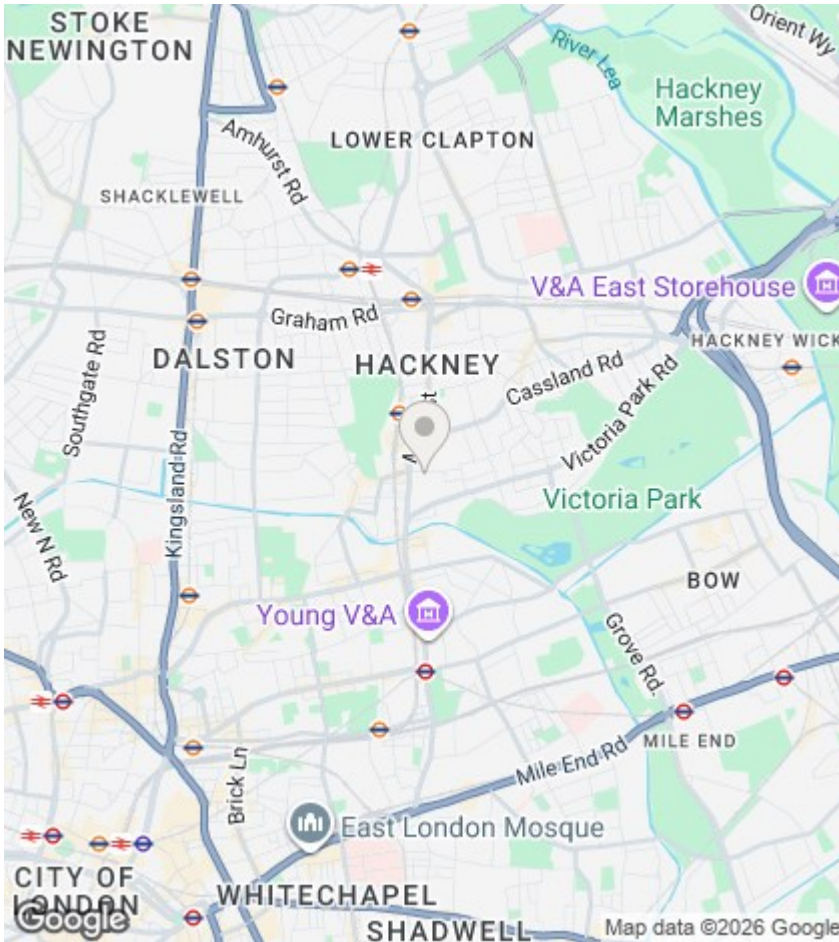 STOKE
NEWINGTON
Orient Wy
River Lea
Hackney
Marshes
Amhurst Rd
LOWER CLAPTON
SHACKLEWELL
V&A East Storehouse
Graham Rd
HACKNEY WICK
DALSTON
HACKNEY
Cassland Rd
Southgate Rd
Victoria Park Rd
Kingsland Rd
Victoria Park
New N Rd
BOW
Young V&A
Grove Rd.
MILE END
Mile End Rd
Brick Ln
East London Mosque
CITY OF
LONDON
WHITECHAPEL
SHADWELL
Google
Map data ©2026 Google